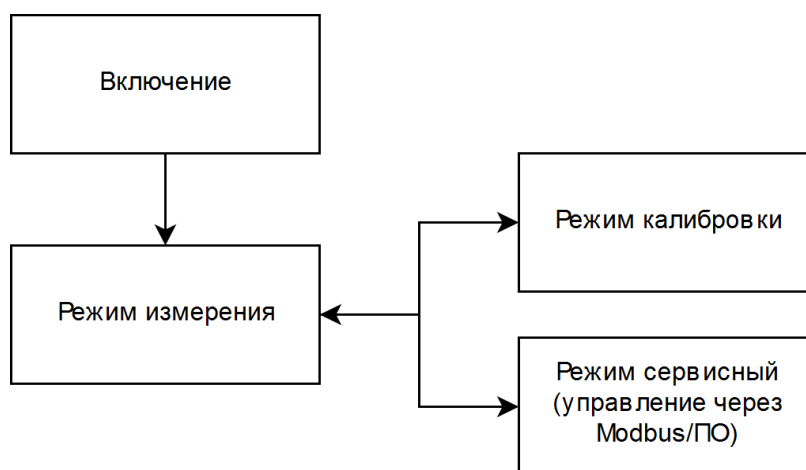 Включение
Режим калибровки
Режим измерения
Режим сервисный
(управление через
Modbus/ПО)